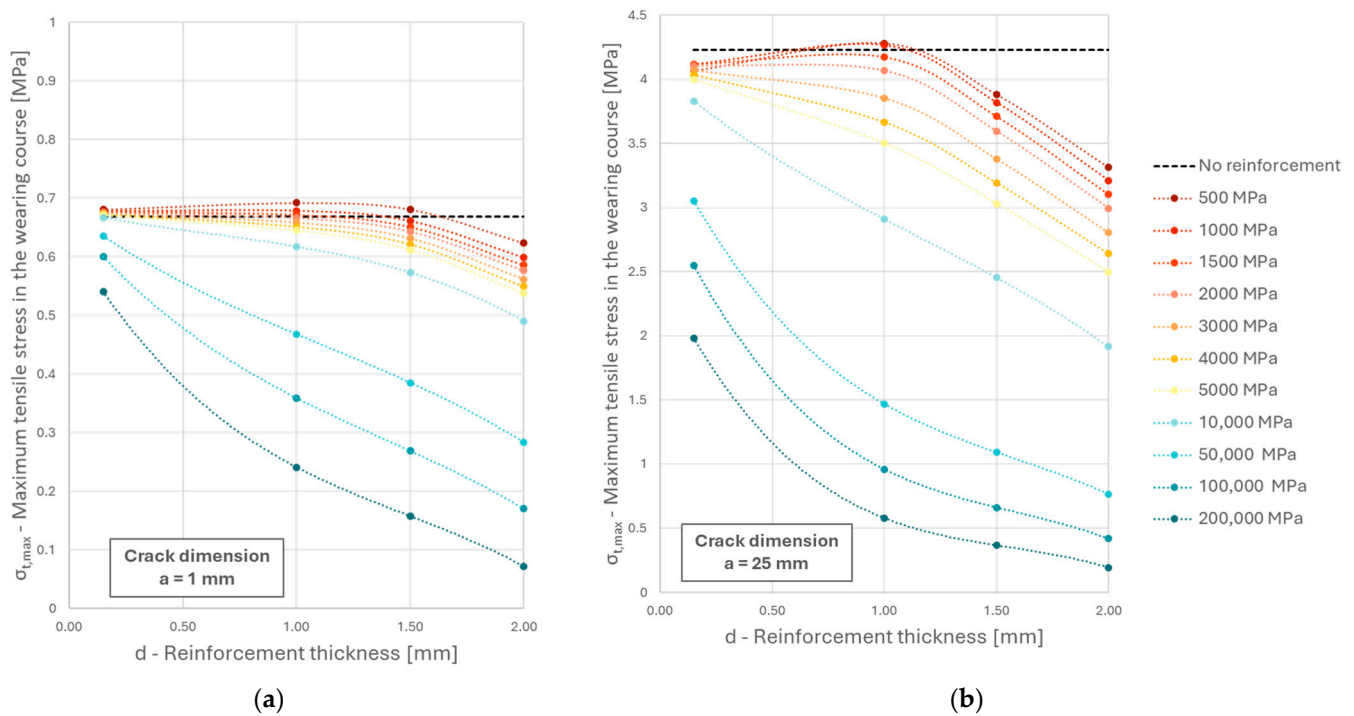 σt,max - Maximum tensile stress in the wearing course [MPa]
1
0.9
0.8
0.7
0.6
0.5
0.4
0.3
0.2
0.1
0
0.00 0.50 1.00 1.50 2.00
d - Reinforcement thickness [mm]
Crack dimension
a = 1 mm
(a)
σt,max - Maximum tensile stress in the wearing course [MPa]
4.5
4
3.5
3
2.5
2
1.5
1
0.5
0
0.00 0.50 1.00 1.50 2.00
d - Reinforcement thickness [mm]
Crack dimension
a = 25 mm
(b)
No reinforcement
500 MPa
1000 MPa
1500 MPa
2000 MPa
3000 MPa
4000 MPa
5000 MPa
10,000 MPa
50,000 MPa
100,000 MPa
200,000 MPa